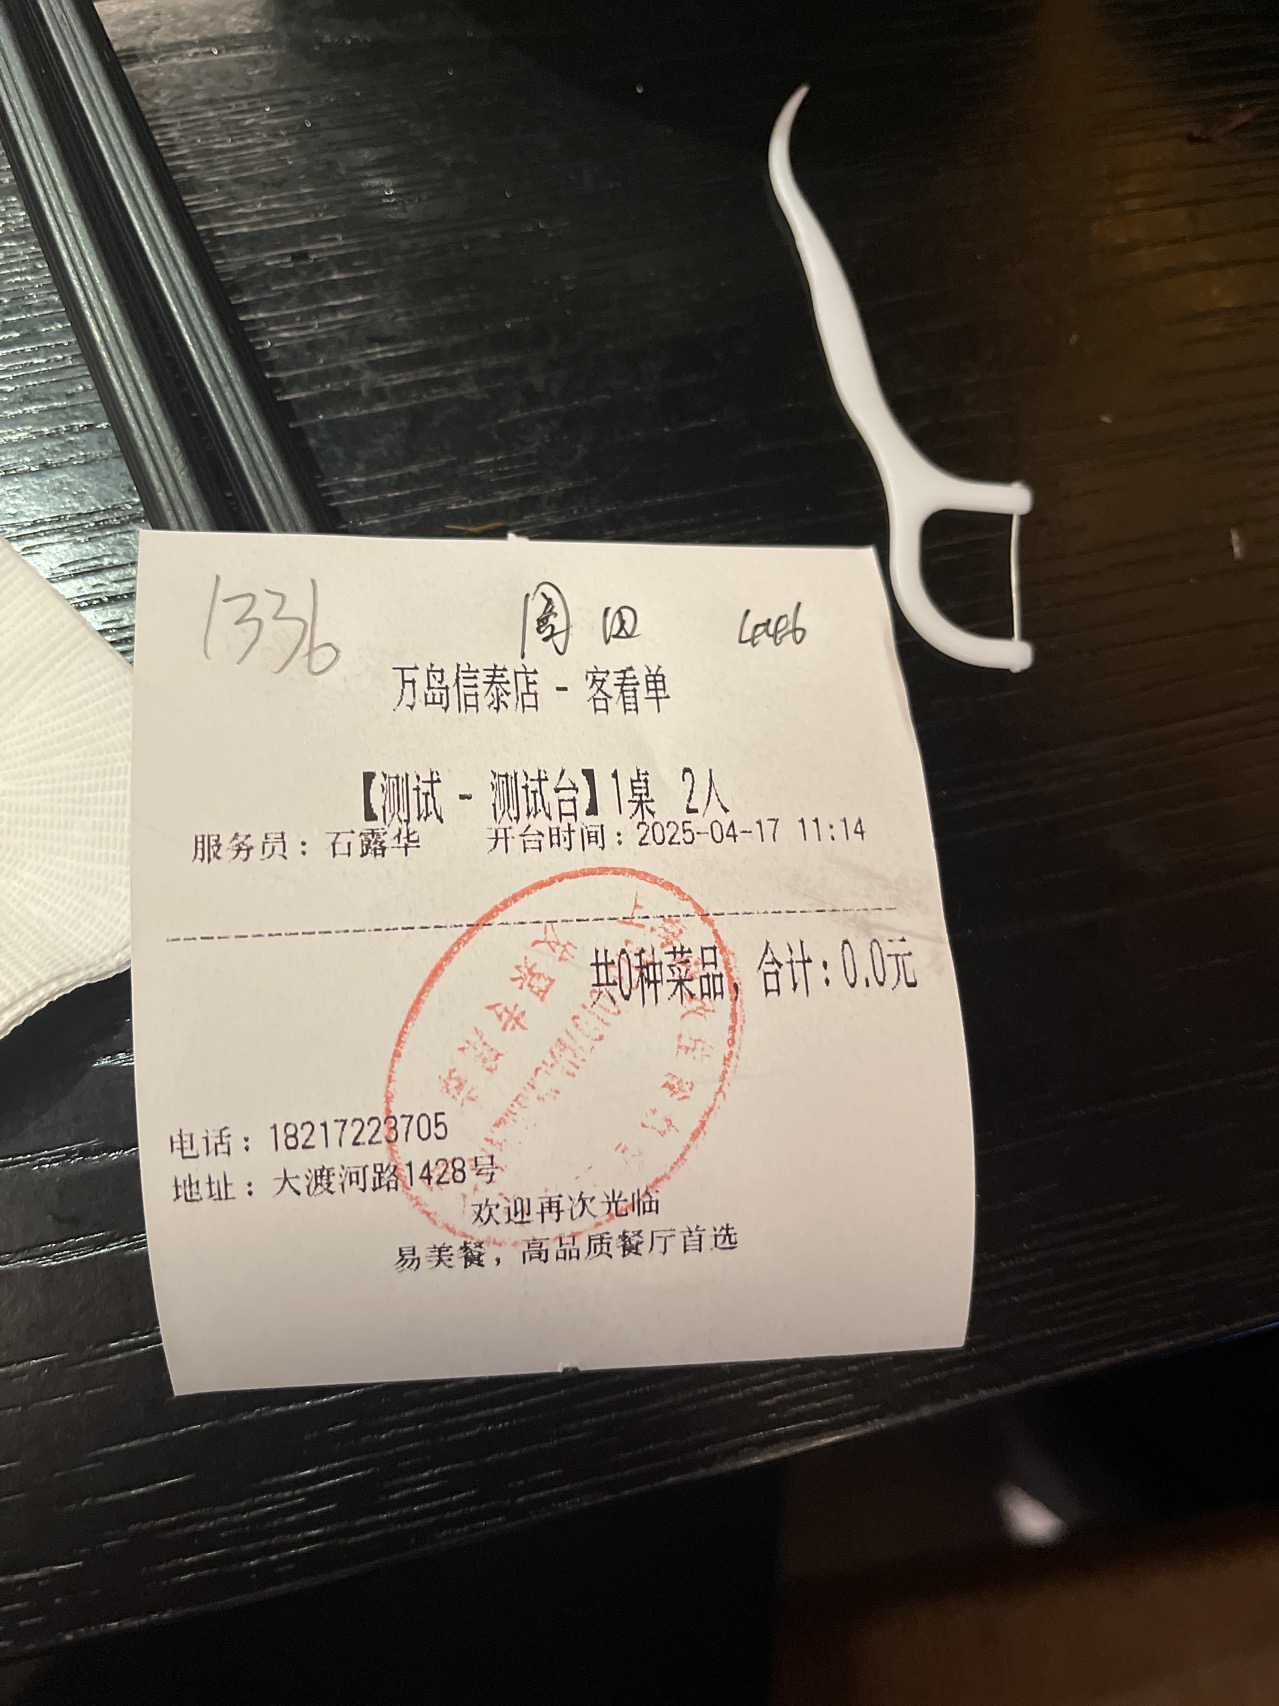 1336
万岛信泰店 - 客看单
【测试 - 测试台】1桌 2人
服务员：石露华 开台时间：2025-04-17 11:14
共0种菜品，合计：0.0元
电话：18217223705
地址：大渡河路1428号
欢迎再次光临
易美餐，高品质餐厅首选